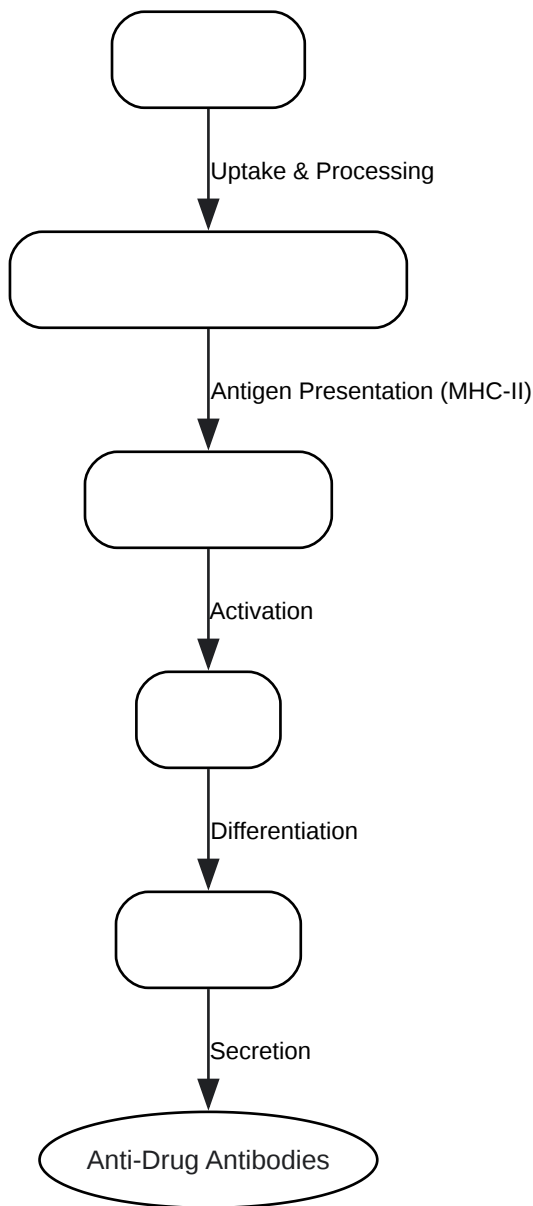 Uptake & Processing
Antigen Presentation (MHC-II)
Activation
Differentiation
Secretion
Anti-Drug Antibodies